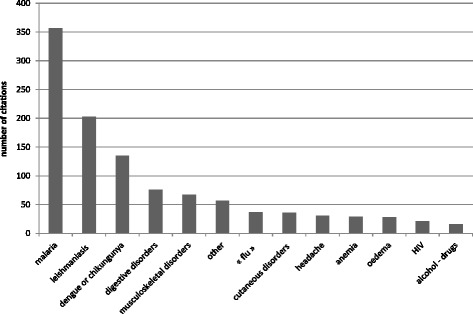 400
350
300
250
200
150
100
50
0
number of citations
malaria
leishmaniasis
dengue or chikungunya
digestive disorders
musculoskeletal disorders
other
« flu »
cutaneous disorders
headache
anemia
oedema
HIV
alcohol - drugs